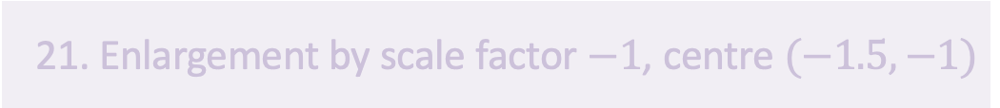 21. Enlargement by scale factor −1, centre (−1.5, −1)